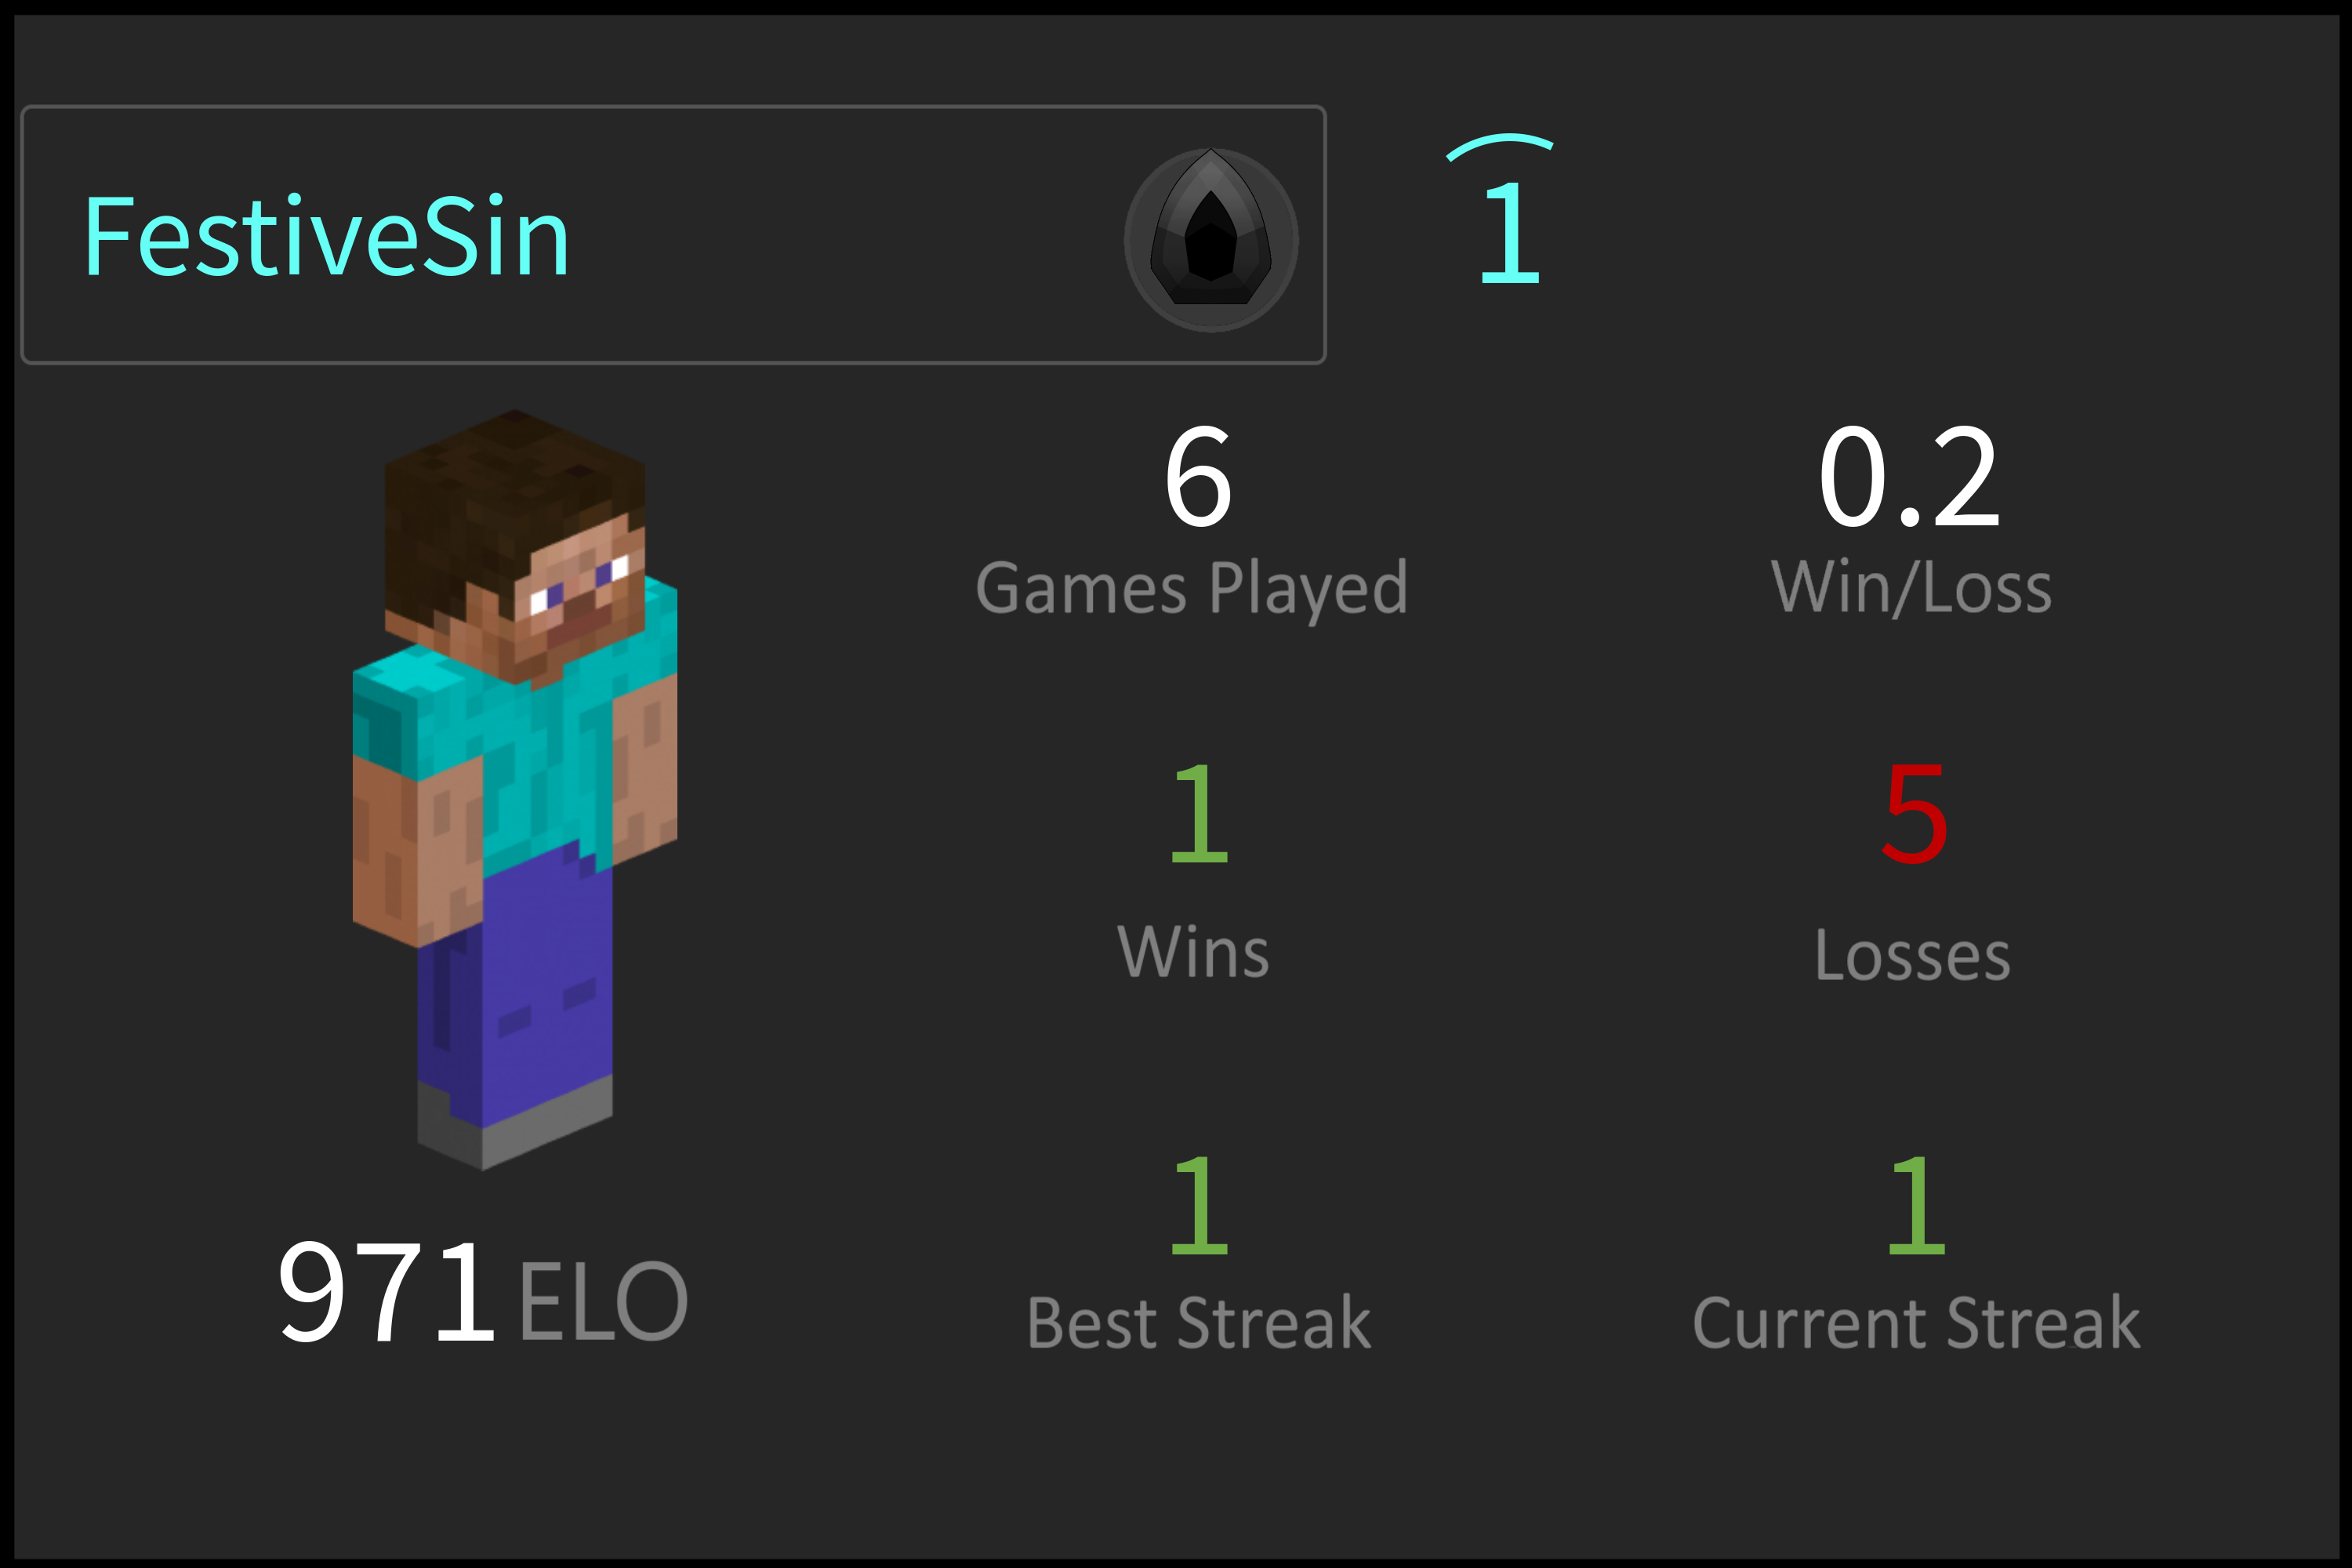 FestiveSin 1
6 0.2
Games Played Win/Loss
1 5
Wins Losses
1 1
971 ELO Best Streak Current Streak